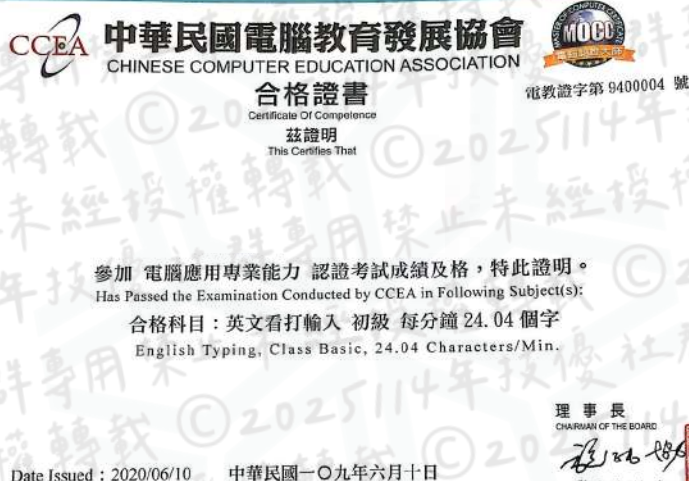 CCEA 中華民國電腦教育發展協會
CHINESE COMPUTER EDUCATION ASSOCIATION
MASTER OF COMPUTER CERTIFICATE
MOCC
合格證書
電教證字第 9400004 號
Certificate Of Competence
茲證明
This Certifies That
參加 電腦應用專業能力 認證考試成績及格，特此證明。
Has Passed the Examination Conducted by CCEA in Following Subject(s):
合格科目：英文看打輸入 初級 每分鐘 24.04 個字
English Typing, Class Basic, 24.04 Characters/Min.
理 事 長
CHAIRMAN OF THE BOARD
Date Issued：2020/06/10 中華民國一○九年六月十日